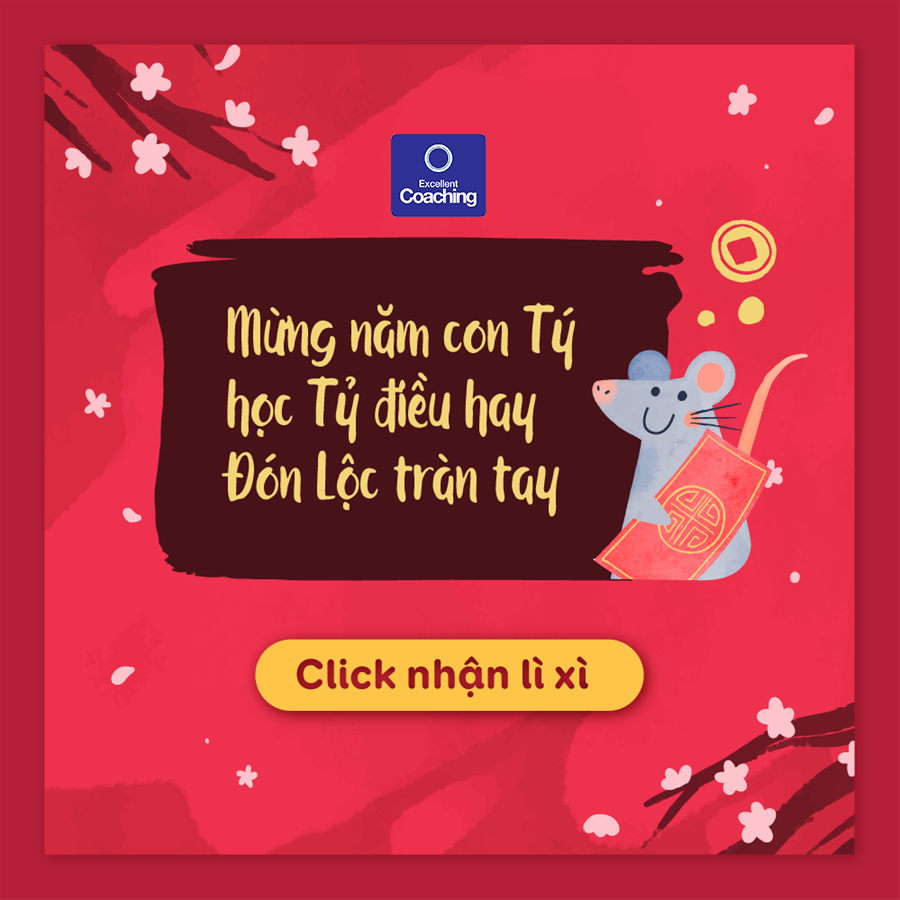 Excellent
Coaching
Mừng năm con Tý
học Tỷ điều hay
Đón Lộc tràn tay
Click nhận lì xì